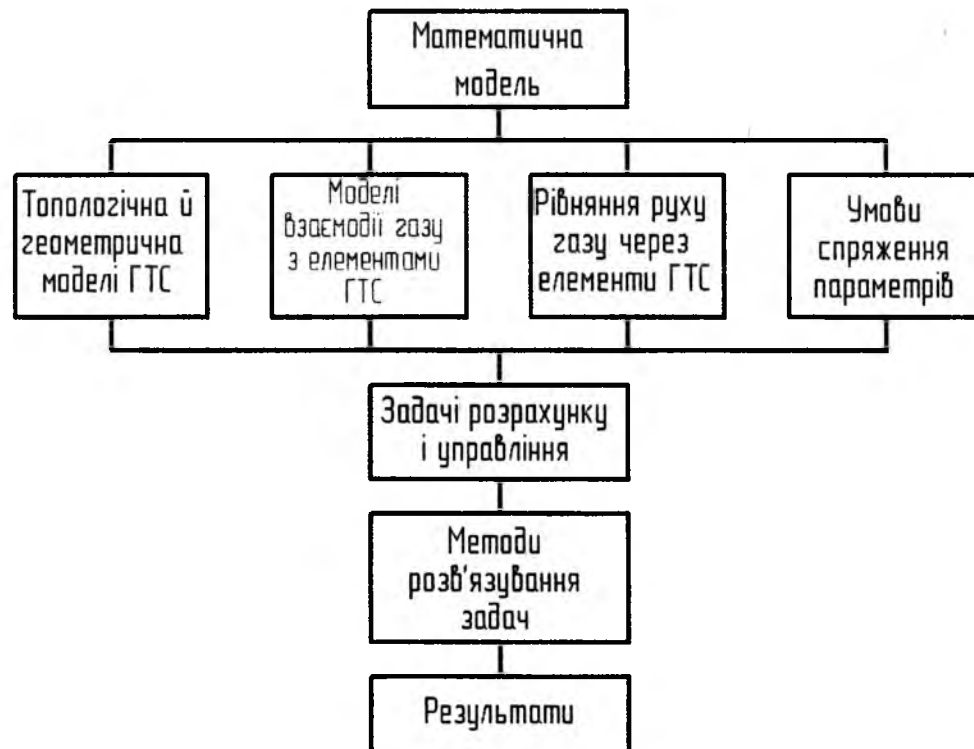 Математична
модель
Топологічна й
геометрична
моделі ГТС
Моделі
взаємодії газу
з елементами
ГТС
Рівняння руху
газу через
елементи ГТС
Умови
спряження
параметрів
Задачі розрахунку
і управління
Методи
розв'язування
задач
Результати